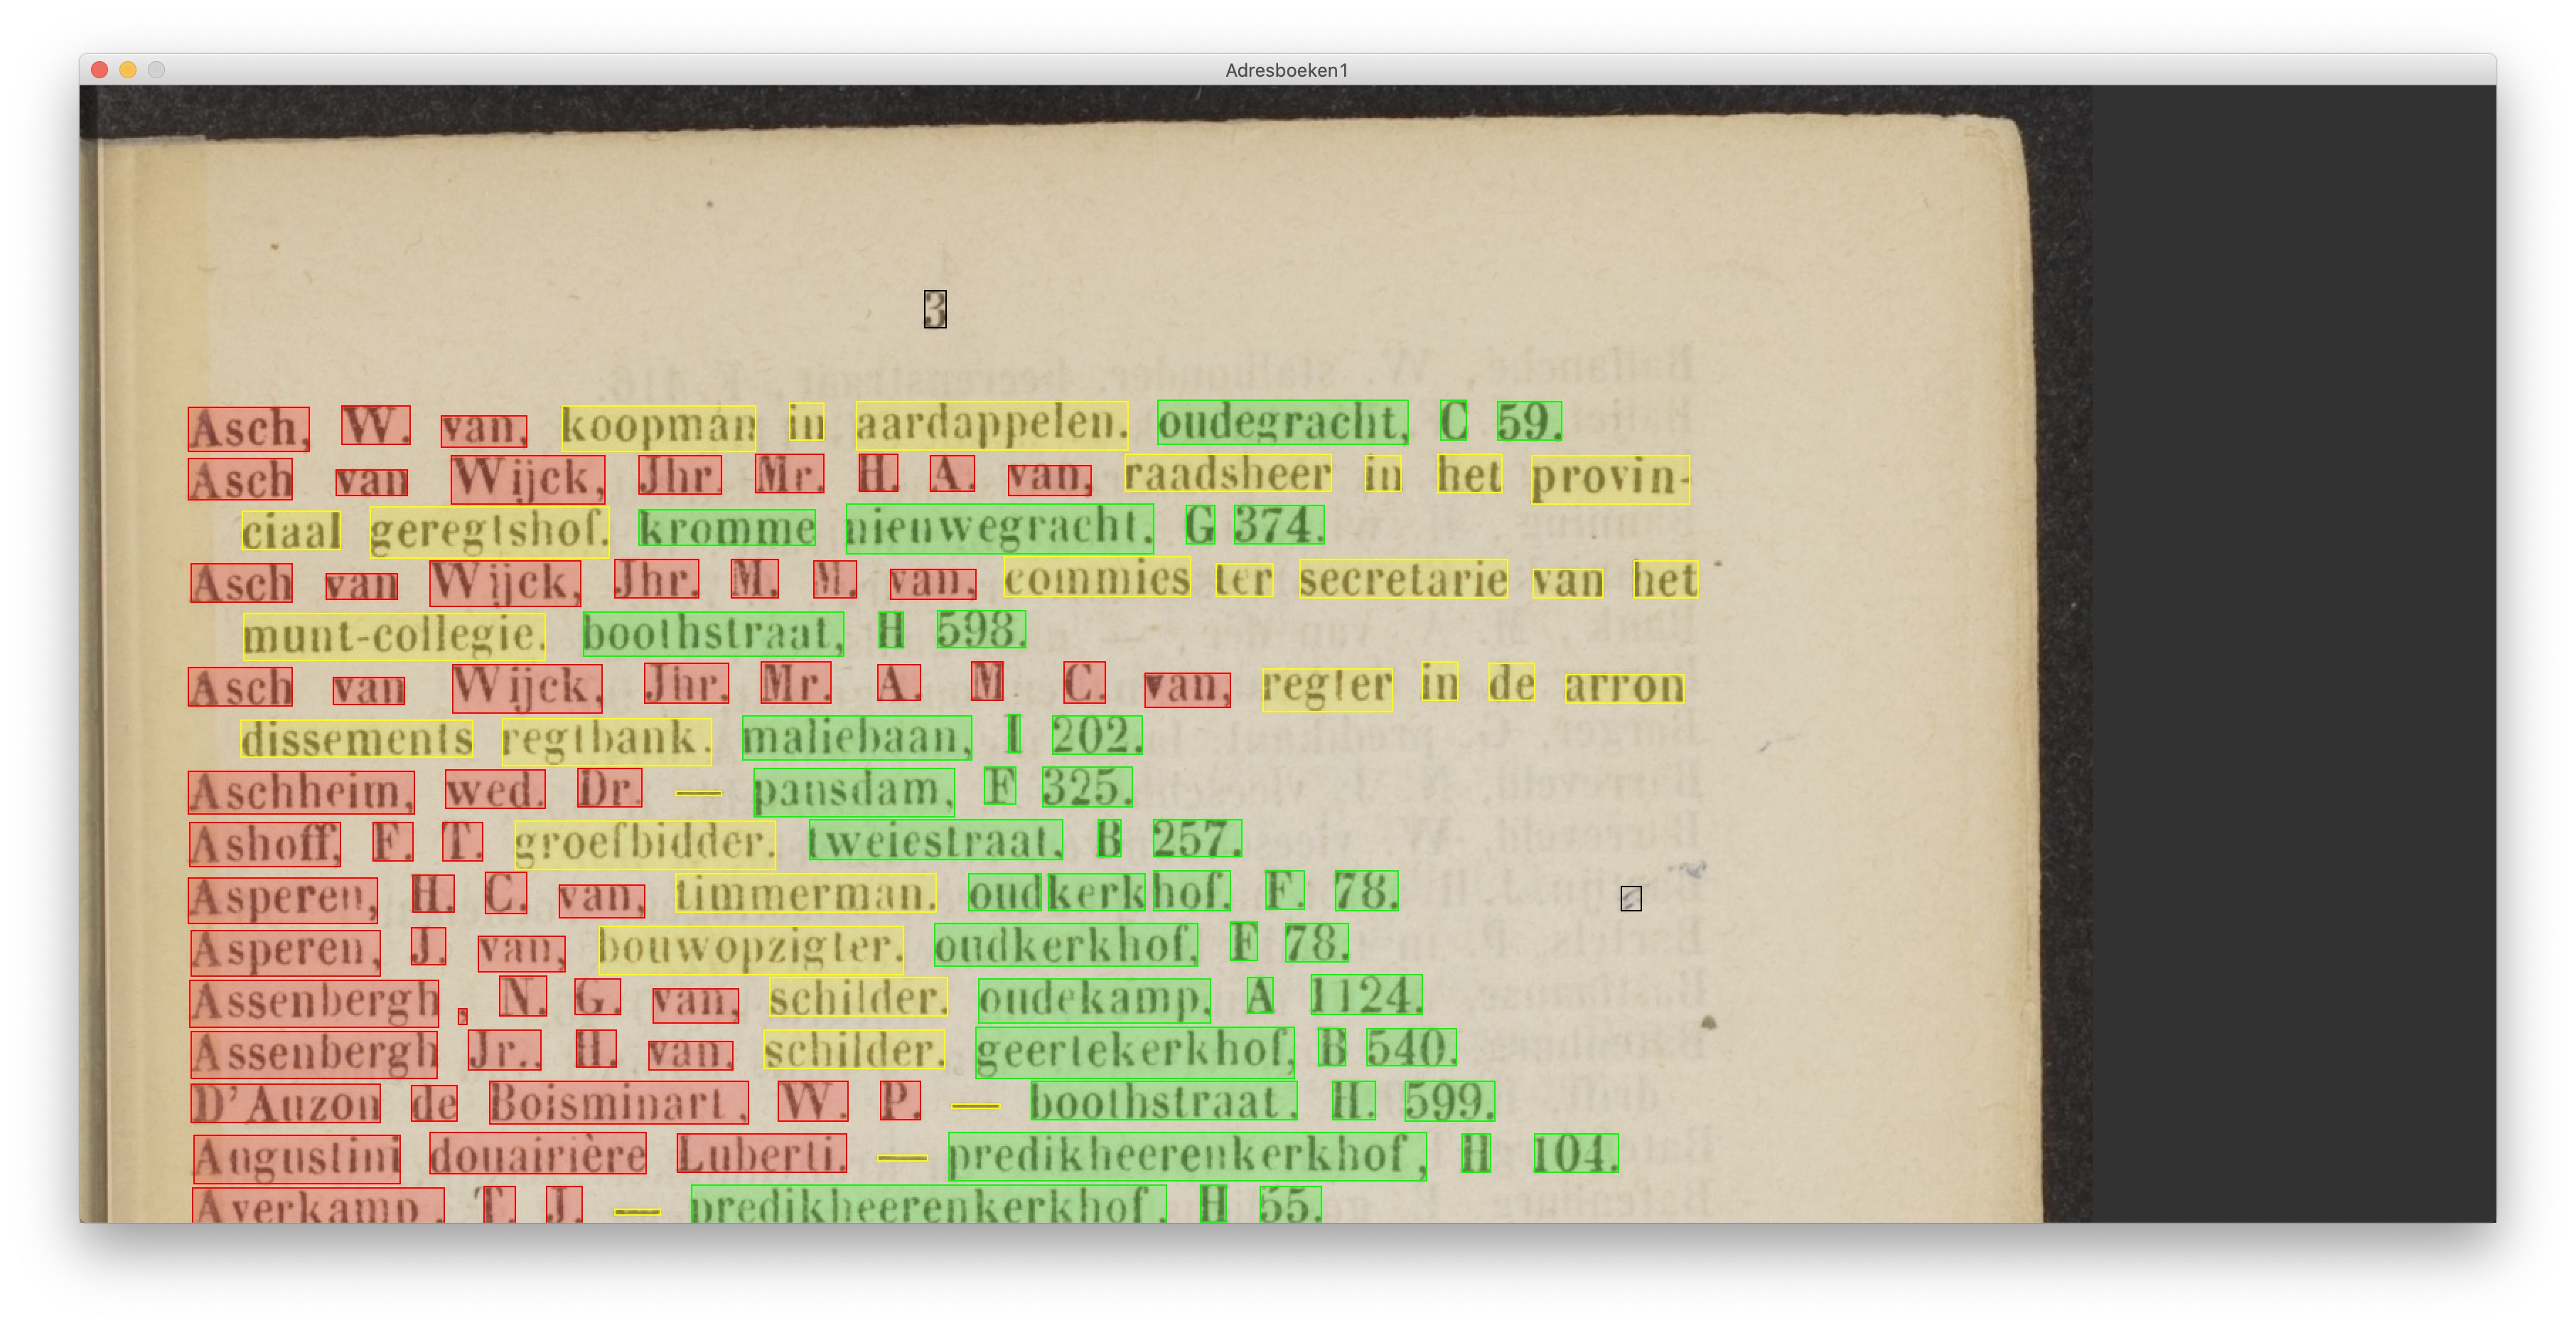 Adresboeken1
3
Asch, W. van, koopman in aardappelen. oudegracht, C 59.
Asch van Wijck, Jhr. Mr. H. A. van, raadsheer in het provin-
ciaal geregtshof. kromme nieuwegracht. G 374.
Asch van Wijck, Jhr. M. M. van, commies ter secretarie van het
munt-collegie. boothstraat, H 598.
Asch van Wijck, Jhr. Mr. A. M C. van, regter in de arron
dissements regtbank. maliebaan, I 202.
Aschheim, wed. Dr. — pausdam, F 325.
Ashoff, F. T. groefbidder. tweiestraat, B 257.
Asperen, H. C. van, timmerman. oudkerkhof, F. 78.
Asperen, J. van, bouwopzigter. oudkerkhof, F 78.
Assenbergh, N. G. van, schilder. oudekamp, A 1124.
Assenbergh Jr., H. van, schilder. geertekerkhof, B 540.
D'Auzon de Boisminart, W. P. — boothstraat, H. 599.
Augustini douairière Luberti. — predikheerenkerkhof, H 104.
Averkamp, T. J. — predikheerenkerkhof, H 55.